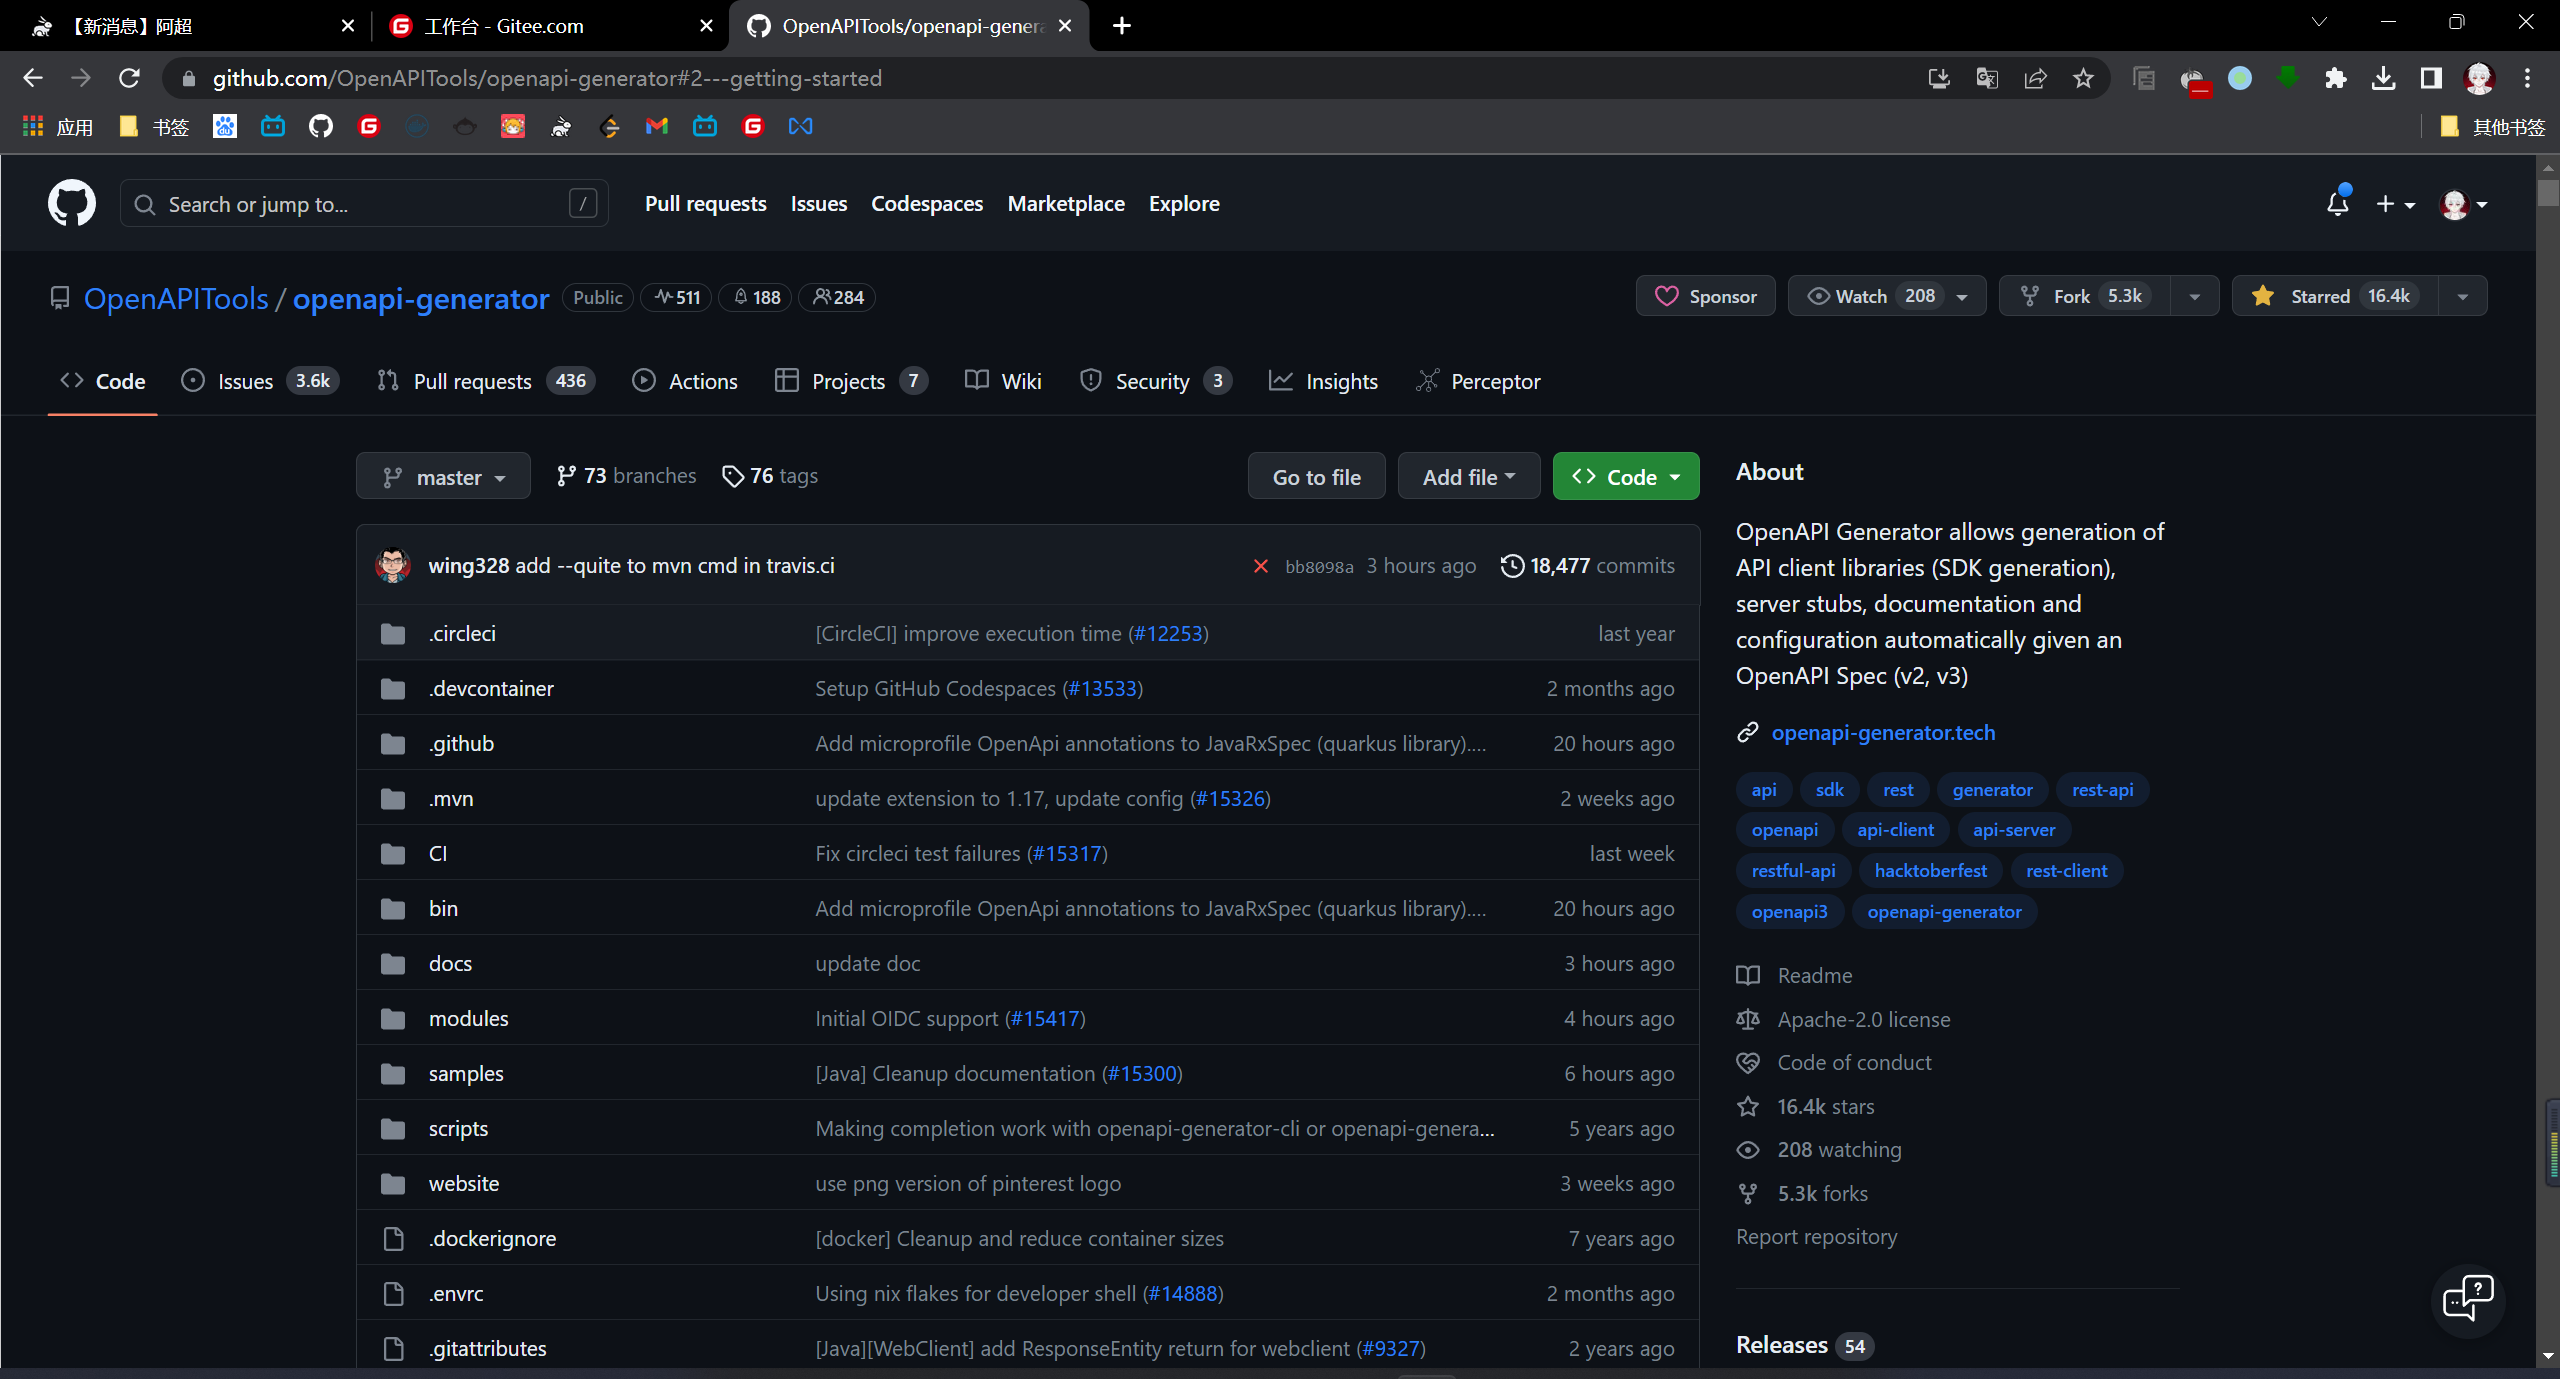 【新消息】阿超
工作台 - Gitee.com
OpenAPITools/openapi-genera
github.com/OpenAPITools/openapi-generator#2---getting-started
应用
书签
其他书签
Search or jump to...
/
Pull requests
Issues
Codespaces
Marketplace
Explore
OpenAPITools / openapi-generator
Public
511
188
284
Sponsor
Watch 208
Fork 5.3k
Starred 16.4k
Code
Issues 3.6k
Pull requests 436
Actions
Projects 7
Wiki
Security 3
Insights
Perceptor
master
73 branches
76 tags
Go to file
Add file
Code
wing328 add --quite to mvn cmd in travis.ci
bb8098a 3 hours ago
18,477 commits
.circleci [CircleCI] improve execution time (#12253) last year
.devcontainer Setup GitHub Codespaces (#13533) 2 months ago
.github Add microprofile OpenApi annotations to JavaRxSpec (quarkus library).... 20 hours ago
.mvn update extension to 1.17, update config (#15326) 2 weeks ago
CI Fix circleci test failures (#15317) last week
bin Add microprofile OpenApi annotations to JavaRxSpec (quarkus library).... 20 hours ago
docs update doc 3 hours ago
modules Initial OIDC support (#15417) 4 hours ago
samples [Java] Cleanup documentation (#15300) 6 hours ago
scripts Making completion work with openapi-generator-cli or openapi-genera... 5 years ago
website use png version of pinterest logo 3 weeks ago
.dockerignore [docker] Cleanup and reduce container sizes 7 years ago
.envrc Using nix flakes for developer shell (#14888) 2 months ago
.gitattributes [Java][WebClient] add ResponseEntity return for webclient (#9327) 2 years ago
About
OpenAPI Generator allows generation of
API client libraries (SDK generation),
server stubs, documentation and
configuration automatically given an
OpenAPI Spec (v2, v3)
openapi-generator.tech
api sdk rest generator rest-api
openapi api-client api-server
restful-api hacktoberfest rest-client
openapi3 openapi-generator
Readme
Apache-2.0 license
Code of conduct
16.4k stars
208 watching
5.3k forks
Report repository
Releases 54